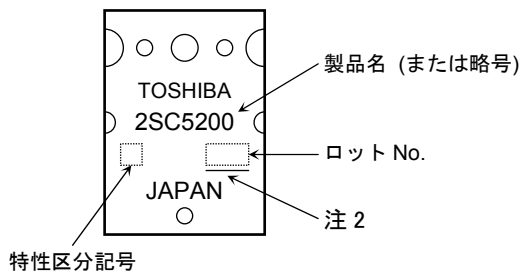 製品名 (または略号)
TOSHIBA
2SC5200
ロット No.
JAPAN
注 2
特性区分記号